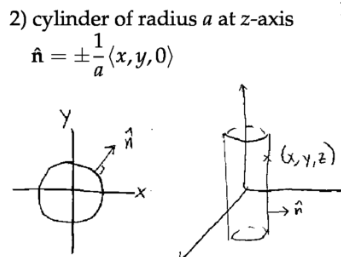 2) cylinder of radius a at z-axis
n̂ = ±1/a ⟨x, y, 0⟩
y
n̂
x
(x, y, z)
n̂